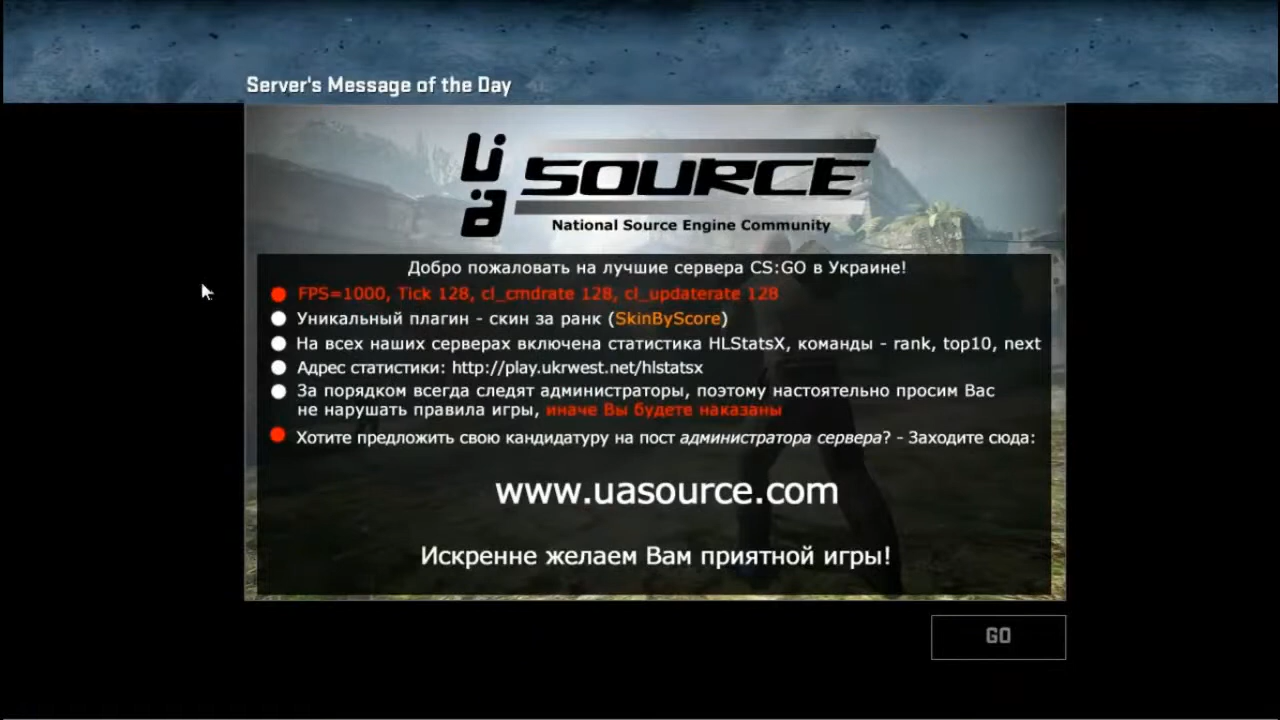 Server's Message of the Day
ua SOURCE
National Source Engine Community
Добро пожаловать на лучшие сервера CS:GO в Украине!
FPS=1000, Tick 128, cl_cmdrate 128, cl_updaterate 128
Уникальный плагин - скин за ранк (SkinByScore)
На всех наших серверах включена статистика HLStatsX, команды - rank, top10, next
Адрес статистики: http://play.ukrwest.net/hlstatsx
За порядком всегда следят администраторы, поэтому настоятельно просим Вас
не нарушать правила игры, иначе Вы будете наказаны
Хотите предложить свою кандидатуру на пост администратора сервера? - Заходите сюда:
www.uasource.com
Искренне желаем Вам приятной игры!
GO